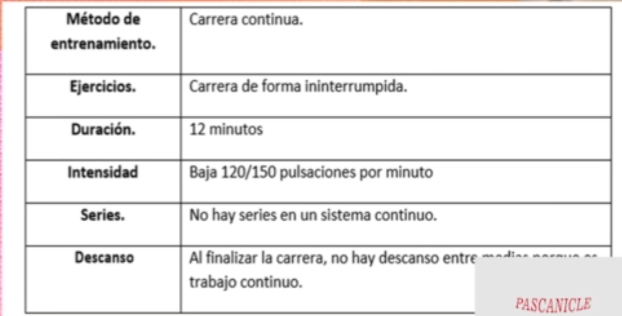 Método de entrenamiento. Carrera continua.
Ejercicios. Carrera de forma ininterrumpida.
Duración. 12 minutos
Intensidad Baja 120/150 pulsaciones por minuto
Series. No hay series en un sistema continuo.
Descanso Al finalizar la carrera, no hay descanso entre
trabajo continuo.
PASCANICLE